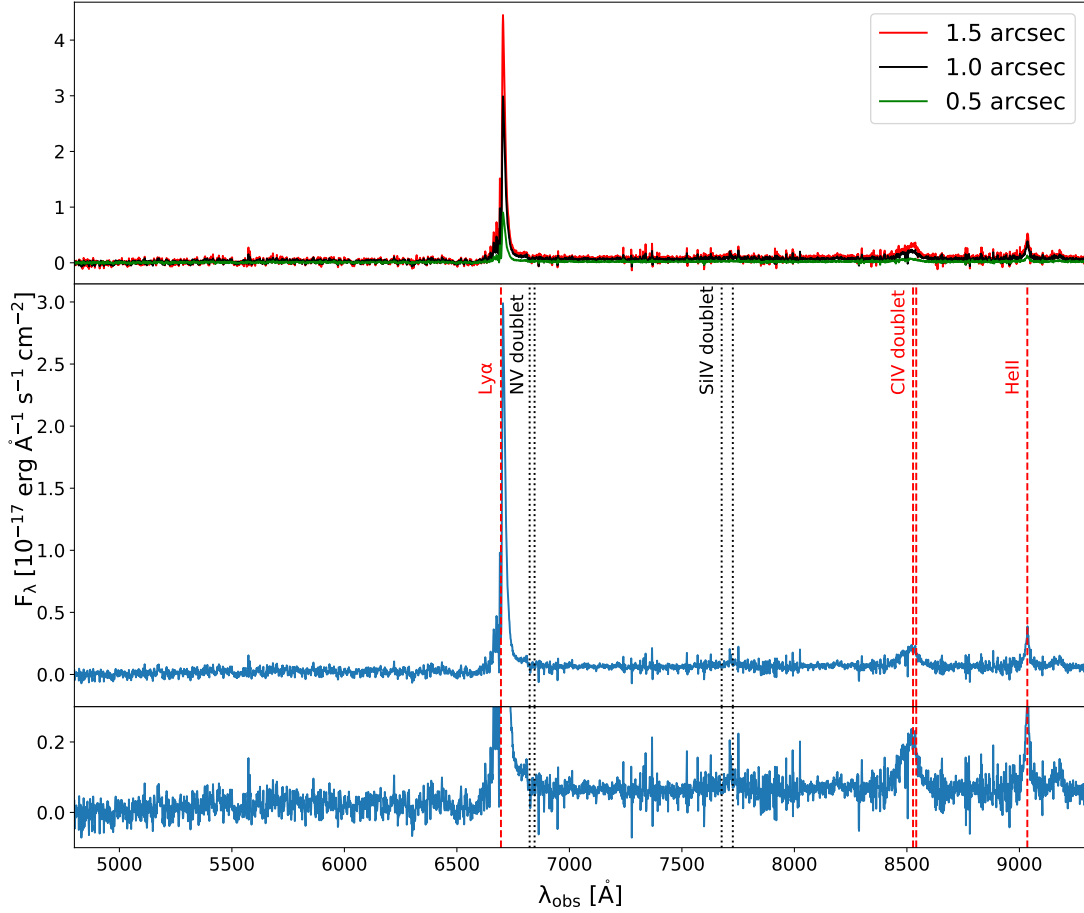 4
3
2
1
0
1.5 arcsec
1.0 arcsec
0.5 arcsec
F_λ [10⁻¹⁷ erg Å⁻¹ s⁻¹ cm⁻²]
3.0
2.5
2.0
1.5
1.0
0.5
0.0
Lyα
NV doublet
SiIV doublet
CIV doublet
HeII
0.2
0.0
5000 5500 6000 6500 7000 7500 8000 8500 9000
λ_obs [Å]